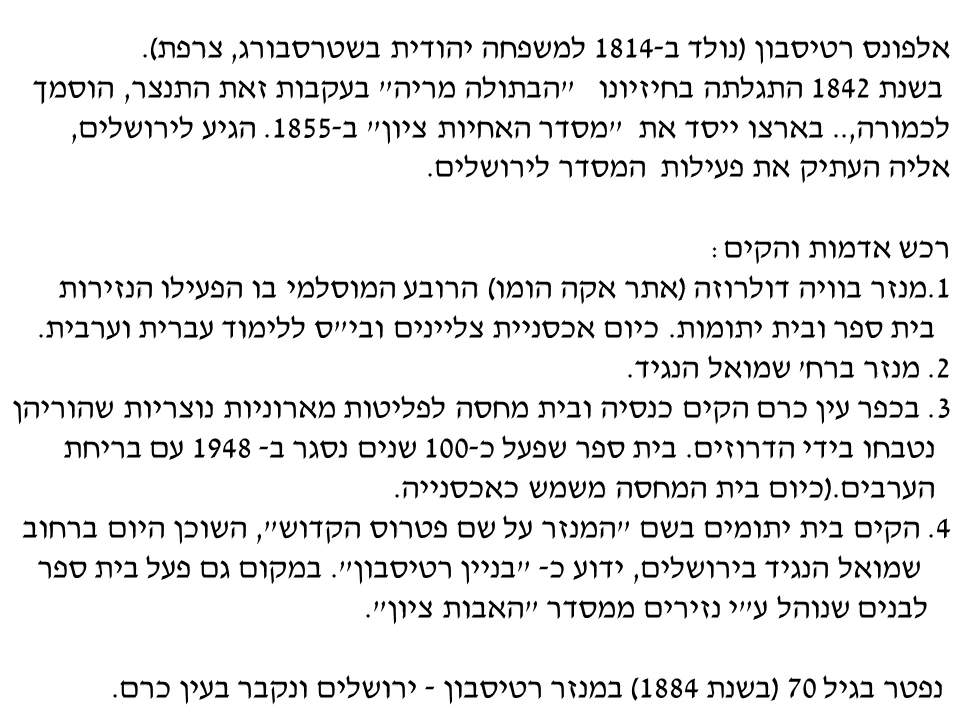 אלפונס רטיסבון (נולד ב-1814 למשפחה יהודית בשטרסבורג, צרפת).
בשנת 1842 התגלתה בחיזיונו "הבתולה מריה" בעקבות זאת התנצר, הוסמך
לכמורה,.. בארצו ייסד את "מסדר האחיות ציון" ב-1855. הגיע לירושלים,
אליה העתיק את פעילות המסדר לירושלים.
רכש אדמות והקים :
1.מנזר בוויה דולרוזה (אתר אקה הומו) הרובע המוסלמי בו הפעילו הנזירות
בית ספר ובית יתומות. כיום אכסניית צליינים ובי"ס ללימוד עברית וערבית.
2. מנזר ברח' שמואל הנגיד.
3. בכפר עין כרם הקים כנסיה ובית מחסה לפליטות מארוניות נוצריות שהוריהן
נטבחו בידי הדרוזים. בית ספר שפעל כ-100 שנים נסגר ב- 1948 עם בריחת
הערבים.(כיום בית המחסה משמש כאכסנייה.
4. הקים בית יתומים בשם "המנזר על שם פטרוס הקדוש", השוכן היום ברחוב
שמואל הנגיד בירושלים, ידוע כ- "בניין רטיסבון". במקום גם פעל בית ספר
לבנים שנוהל ע"י נזירים ממסדר "האבות ציון".
נפטר בגיל 70 (בשנת 1884) במנזר רטיסבון - ירושלים ונקבר בעין כרם.